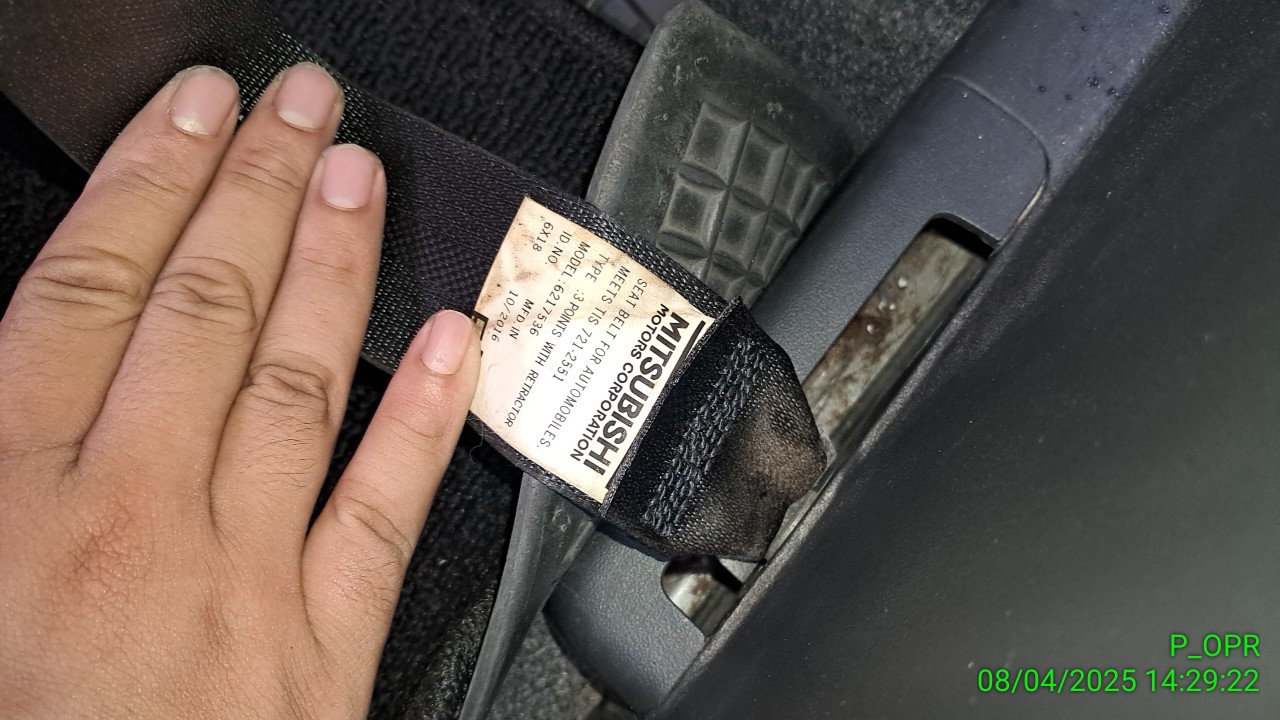 MITSUBISHI
MOTORS CORPORATION
SEAT BELT FOR AUTOMOBILES.
MEETS TIS 721-2551
TYPE :3 POINTS WITH RETRACTOR
MODEL :6217536
ID.NO. MFD IN
6X18 10/2016
P_OPR
08/04/2025 14:29:22